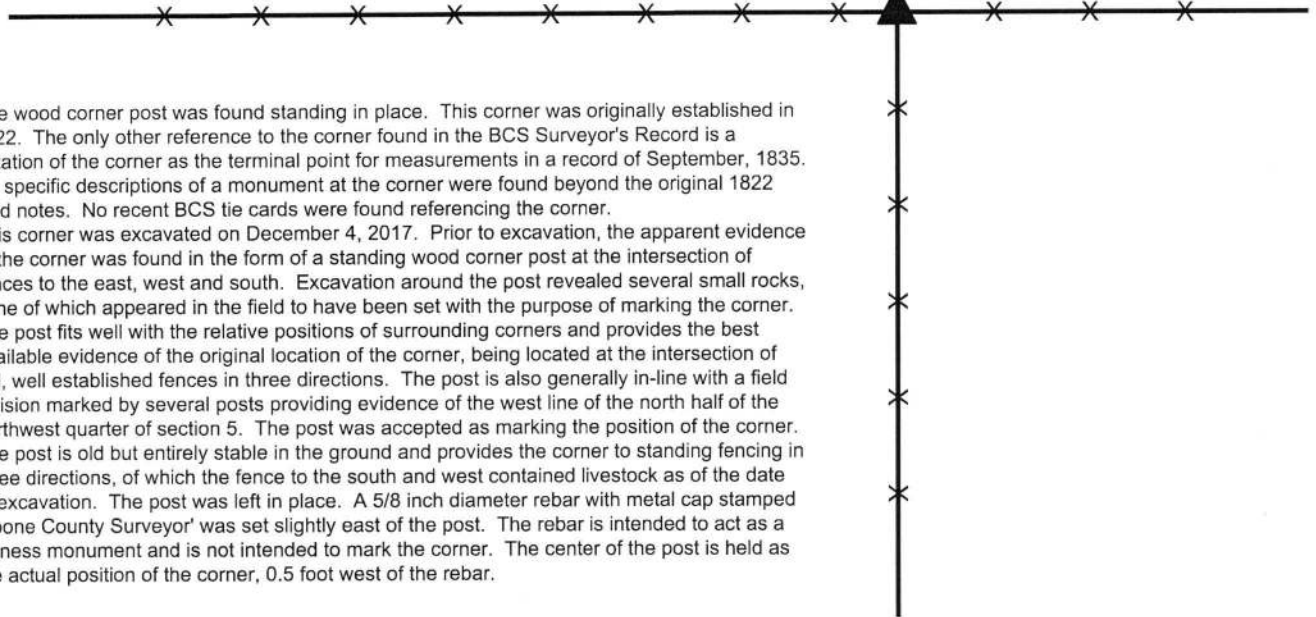 e wood corner post was found standing in place. This corner was originally established in
22. The only other reference to the corner found in the BCS Surveyor's Record is a
ation of the corner as the terminal point for measurements in a record of September, 1835.
specific descriptions of a monument at the corner were found beyond the original 1822
d notes. No recent BCS tie cards were found referencing the corner.
is corner was excavated on December 4, 2017. Prior to excavation, the apparent evidence
the corner was found in the form of a standing wood corner post at the intersection of
ces to the east, west and south. Excavation around the post revealed several small rocks,
ne of which appeared in the field to have been set with the purpose of marking the corner.
e post fits well with the relative positions of surrounding corners and provides the best
ailable evidence of the original location of the corner, being located at the intersection of
, well established fences in three directions. The post is also generally in-line with a field
ision marked by several posts providing evidence of the west line of the north half of the
rthwest quarter of section 5. The post was accepted as marking the position of the corner.
e post is old but entirely stable in the ground and provides the corner to standing fencing in
ee directions, of which the fence to the south and west contained livestock as of the date
excavation. The post was left in place. A 5/8 inch diameter rebar with metal cap stamped
oone County Surveyor' was set slightly east of the post. The rebar is intended to act as a
ness monument and is not intended to mark the corner. The center of the post is held as
e actual position of the corner, 0.5 foot west of the rebar.